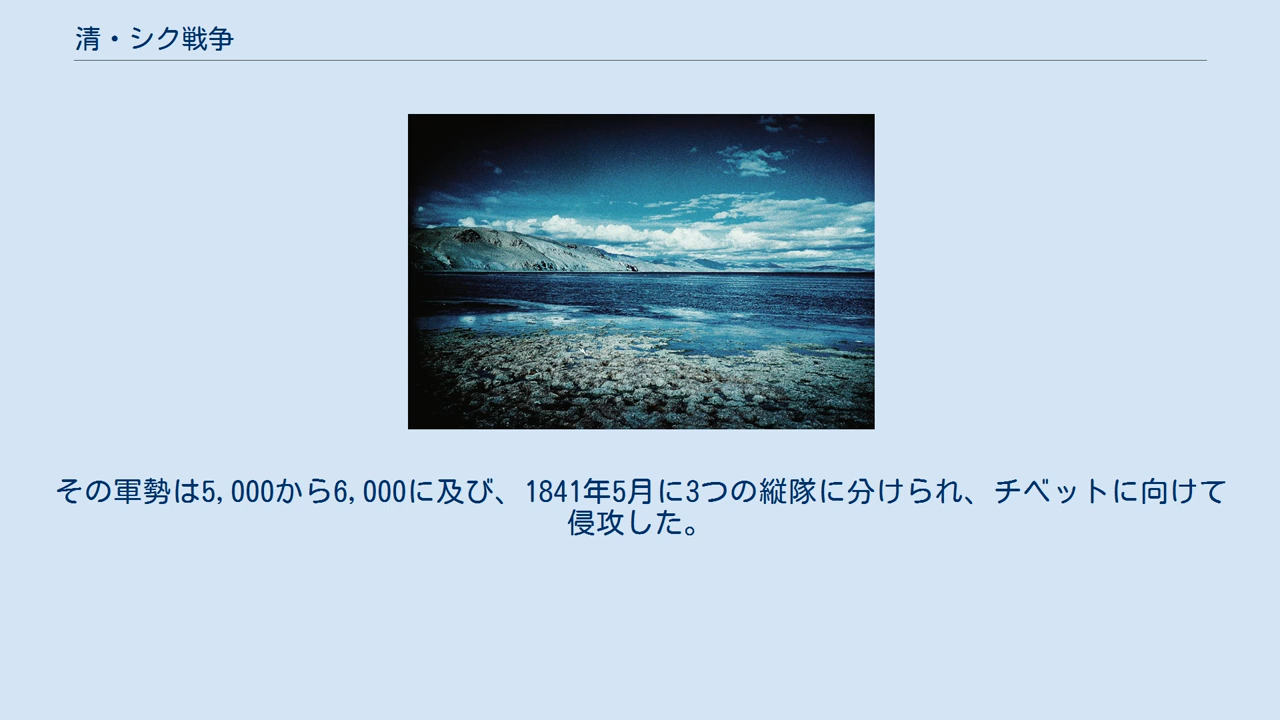 清・シク戦争
その軍勢は5,000から6,000に及び、1841年5月に3つの縦隊に分けられ、チベットに向けて
侵攻した。